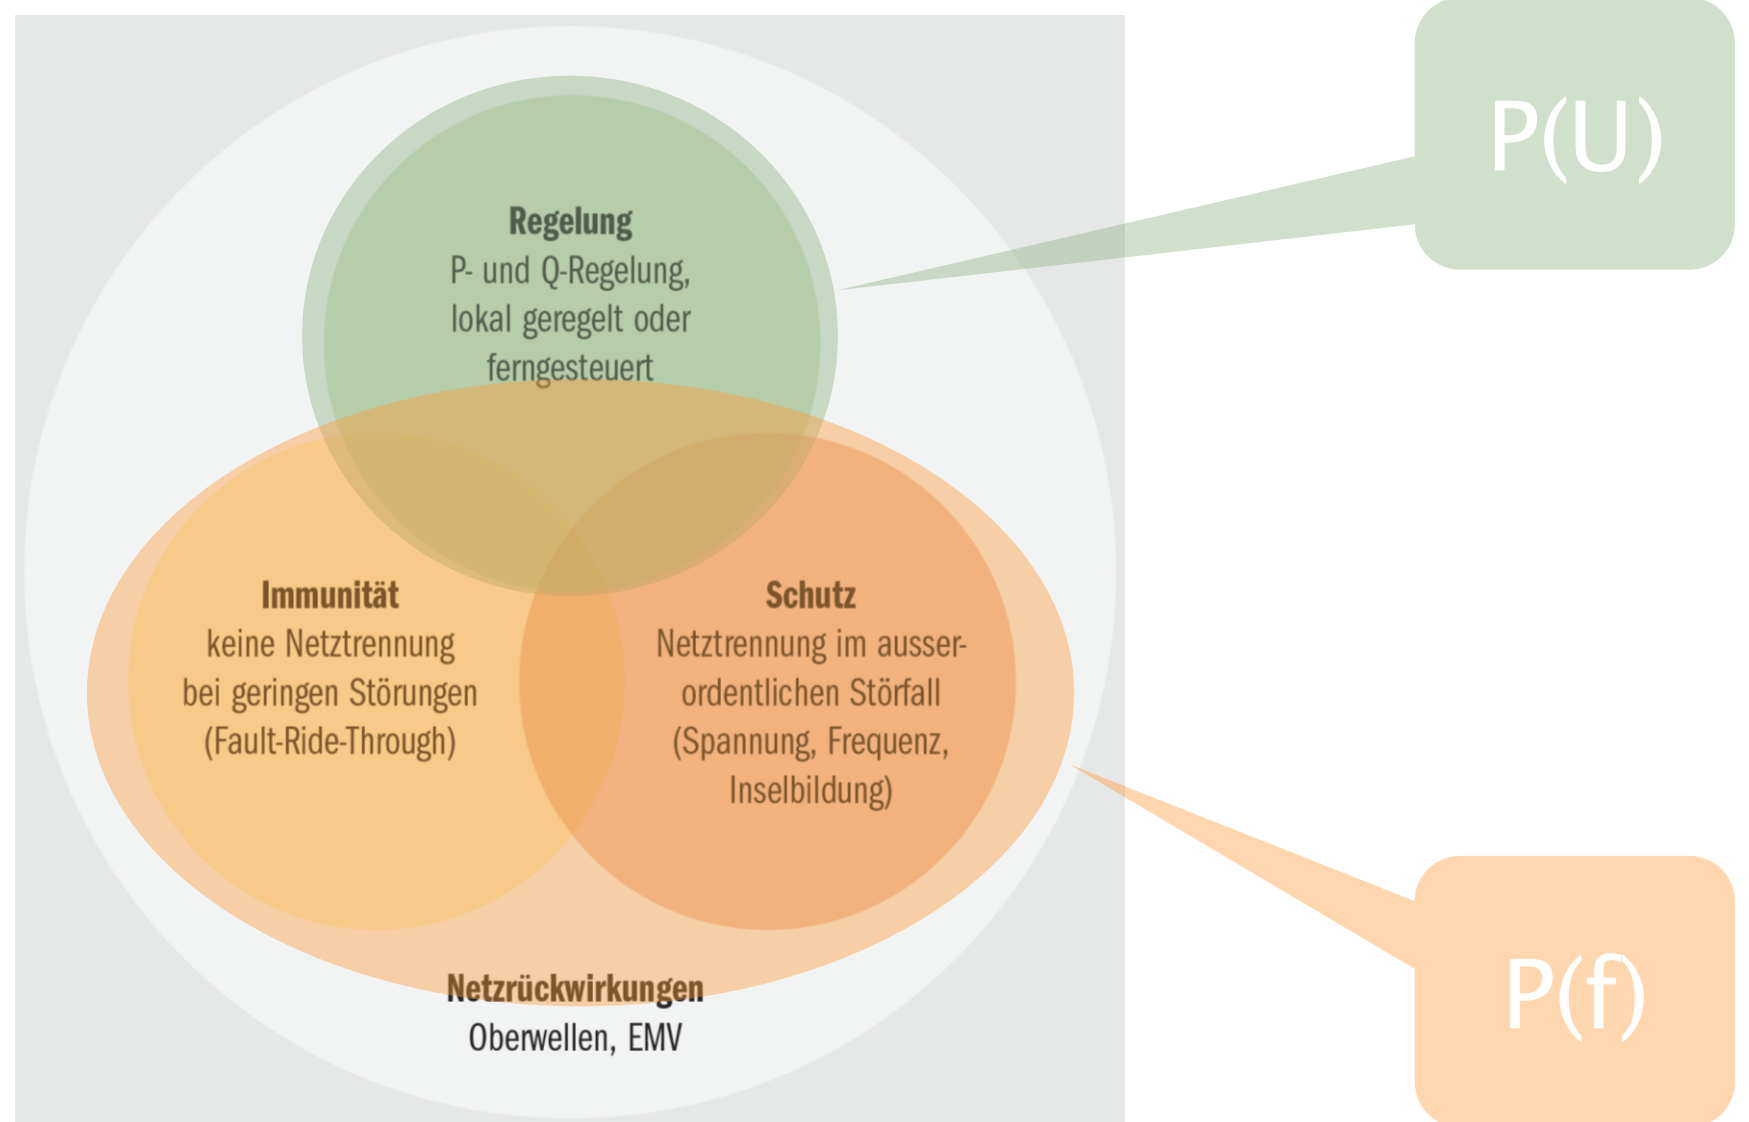 P(U)
Regelung
P- und Q-Regelung,
lokal geregelt oder
ferngesteuert
Immunität
keine Netztrennung
bei geringen Störungen
(Fault-Ride-Through)
Schutz
Netztrennung im ausser-
ordentlichen Störfall
(Spannung, Frequenz,
Inselbildung)
P(f)
Netzrückwirkungen
Oberwellen, EMV